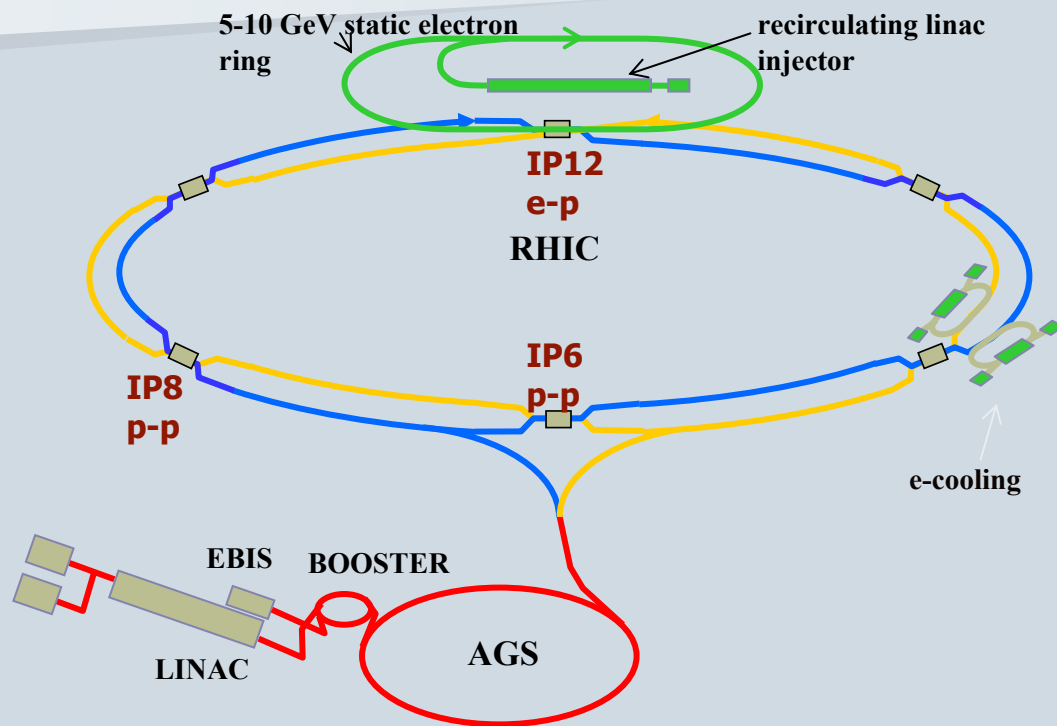 5-10 GeV static electron
ring
recirculating linac
injector
IP12
e-p
RHIC
IP8
p-p
IP6
p-p
e-cooling
EBIS
BOOSTER
LINAC
AGS